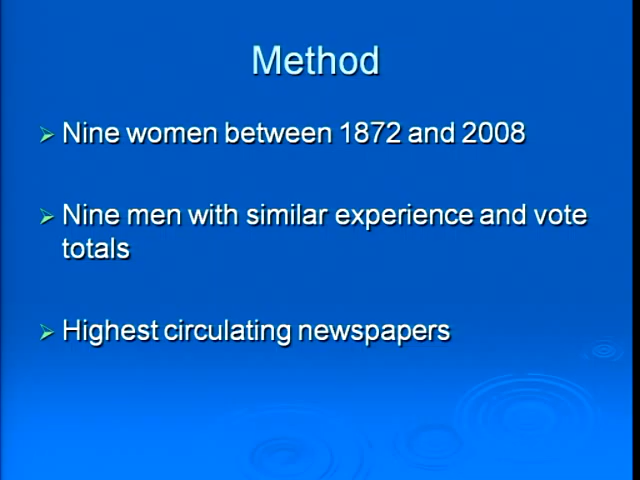 Method
Nine women between 1872 and 2008
Nine men with similar experience and vote
totals
Highest circulating newspapers